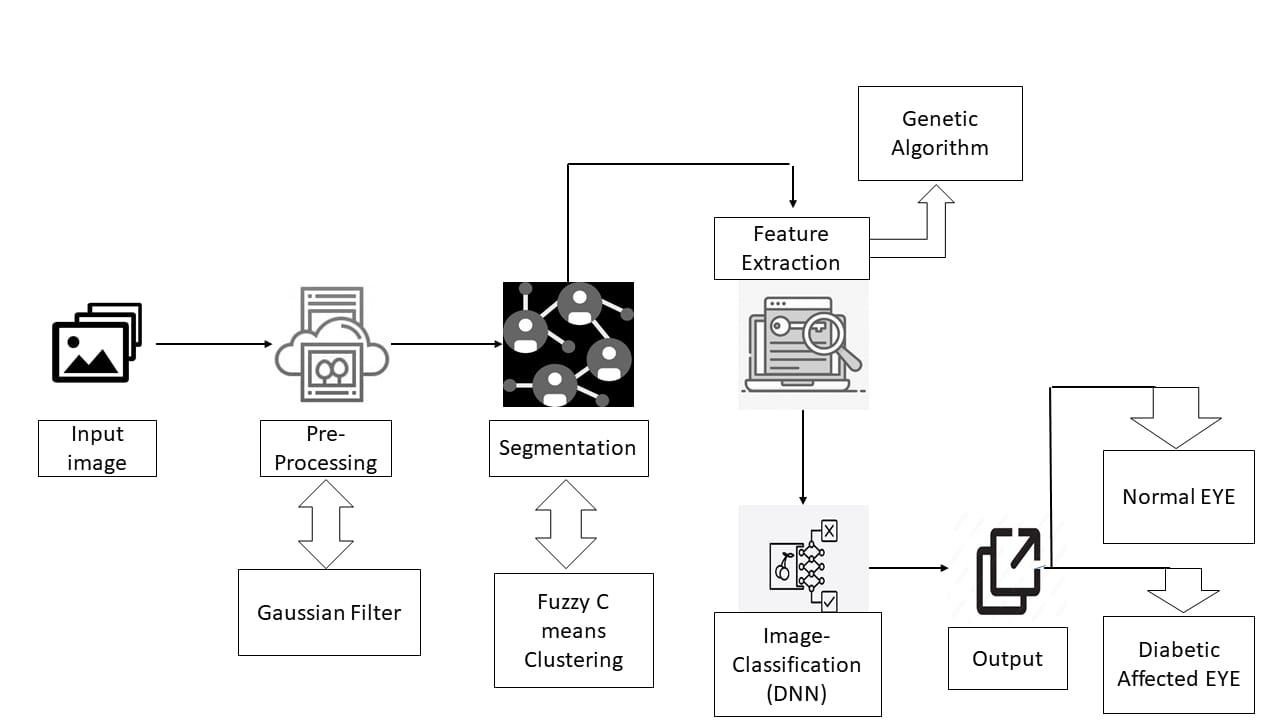 Genetic
Algorithm
Feature
Extraction
Input
image
Pre-
Processing
Segmentation
Normal EYE
Gaussian Filter
Fuzzy C
means
Clustering
Image-
Classification
(DNN)
Output
Diabetic
Affected EYE